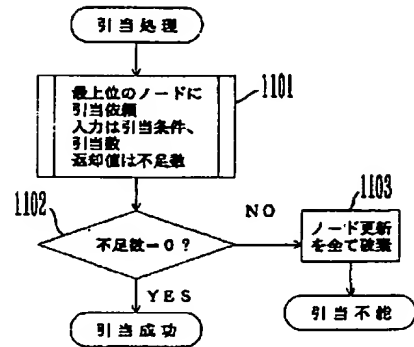 引当処理
最上位のノードに
引当依頼
入力は引当条件、
引当数
返却値は不足数
1101
1102
不足数=0?
NO
1103
ノード更新
を全て破棄
YES
引当成功
引当不能